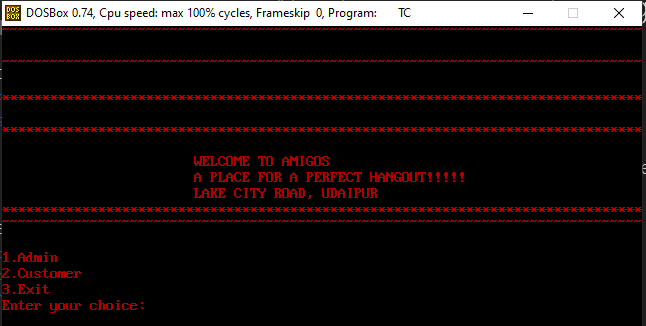 DOSBox 0.74, Cpu speed: max 100% cycles, Frameskip 0, Program: TC
********************************************************************************
********************************************************************************
WELCOME TO AMIGOS
A PLACE FOR A PERFECT HANGOUT!!!!!
LAKE CITY ROAD, UDAIPUR
********************************************************************************
1.Admin
2.Customer
3.Exit
Enter your choice: